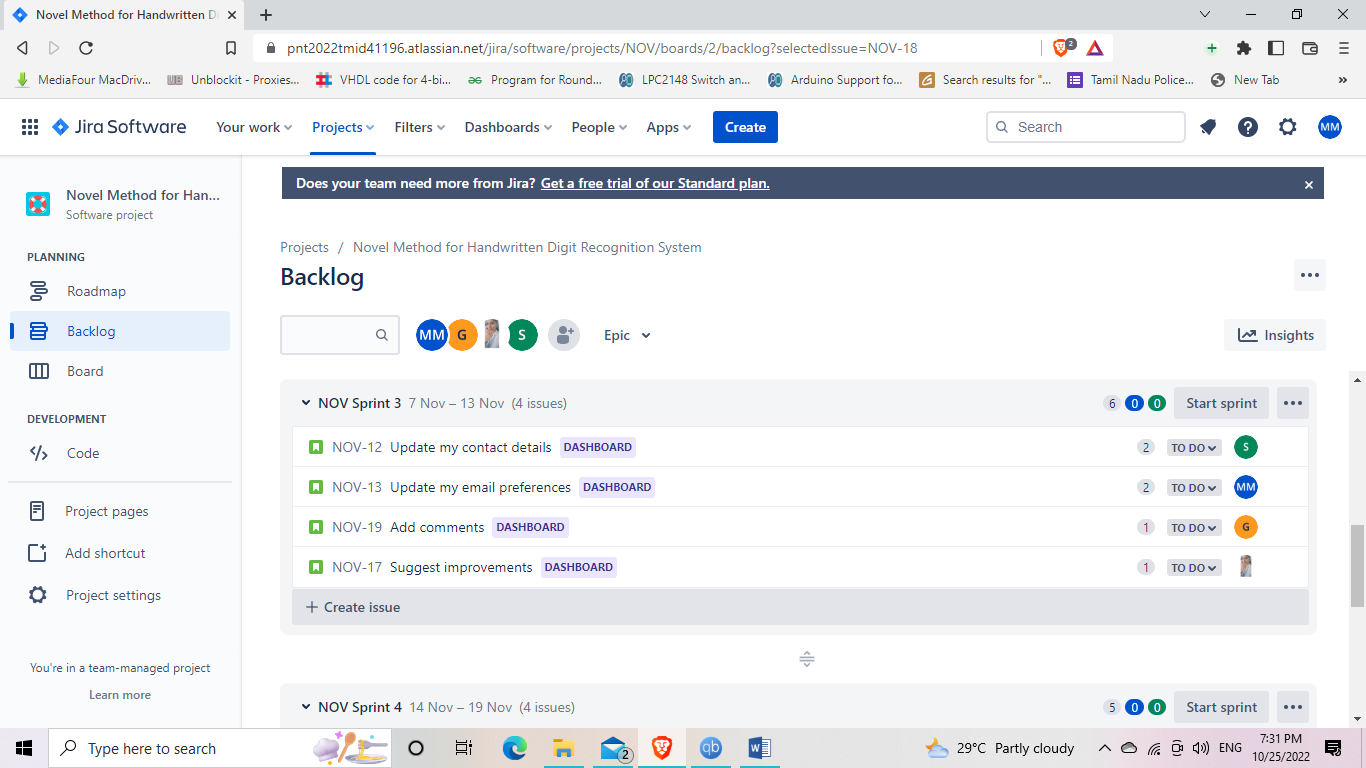 Novel Method for Handwritten Di
pnt2022tmid41196.atlassian.net/jira/software/projects/NOV/boards/2/backlog?selectedIssue=NOV-18
2
MediaFour MacDriv...
UB Unblockit - Proxies...
VHDL code for 4-bi...
Program for Round...
LPC2148 Switch an...
Arduino Support fo...
Search results for "...
Tamil Nadu Police...
New Tab
»
Jira Software
Your work
Projects
Filters
Dashboards
People
Apps
Create
Search
MM
Novel Method for Han...
Software project
PLANNING
Roadmap
Backlog
Board
DEVELOPMENT
Code
Project pages
Add shortcut
Project settings
You're in a team-managed project
Learn more
Does your team need more from Jira? Get a free trial of our Standard plan.
Projects / Novel Method for Handwritten Digit Recognition System
Backlog
MM G S Epic Insights
NOV Sprint 3 7 Nov – 13 Nov (4 issues) 6 0 0 Start sprint
NOV-12 Update my contact details DASHBOARD 2 TO DO S
NOV-13 Update my email preferences DASHBOARD 2 TO DO MM
NOV-19 Add comments DASHBOARD 1 TO DO G
NOV-17 Suggest improvements DASHBOARD 1 TO DO
+ Create issue
NOV Sprint 4 14 Nov – 19 Nov (4 issues) 5 0 0 Start sprint
Type here to search
2
qb
W
29°C Partly cloudy
ENG
7:31 PM
10/25/2022